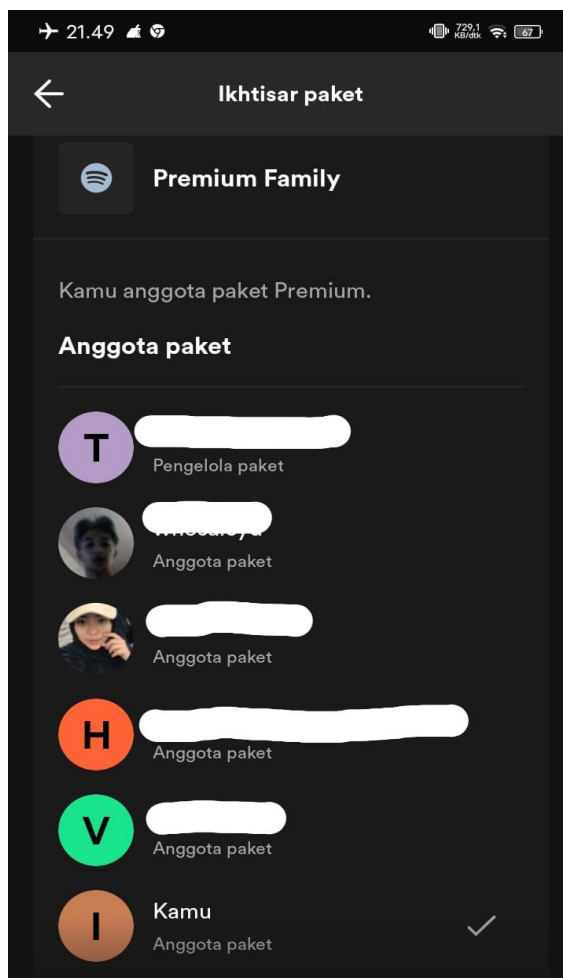 21.49
729,1
KB/dtk
67
Ikhtisar paket
Premium Family
Kamu anggota paket Premium.
Anggota paket
T
Pengelola paket
Anggota paket
Anggota paket
H
Anggota paket
V
Anggota paket
I
Kamu
Anggota paket